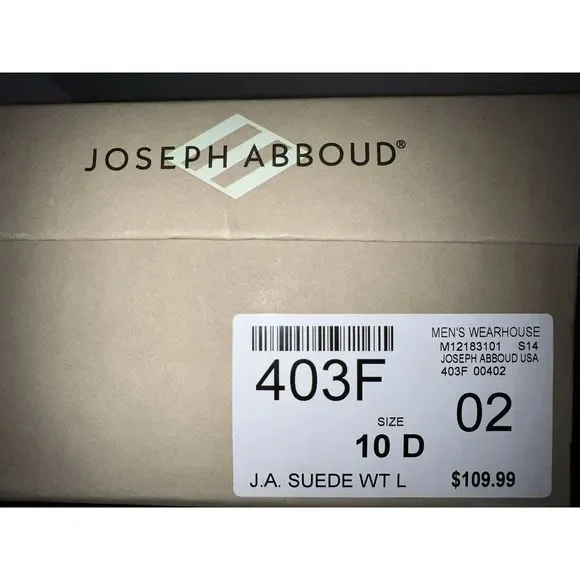 JOSEPH ABBOUD®
MEN'S WEARHOUSE
M12183101 S14
JOSEPH ABBOUD USA
403F 00402
403F
SIZE
10 D
02
J.A. SUEDE WT L
$109.99